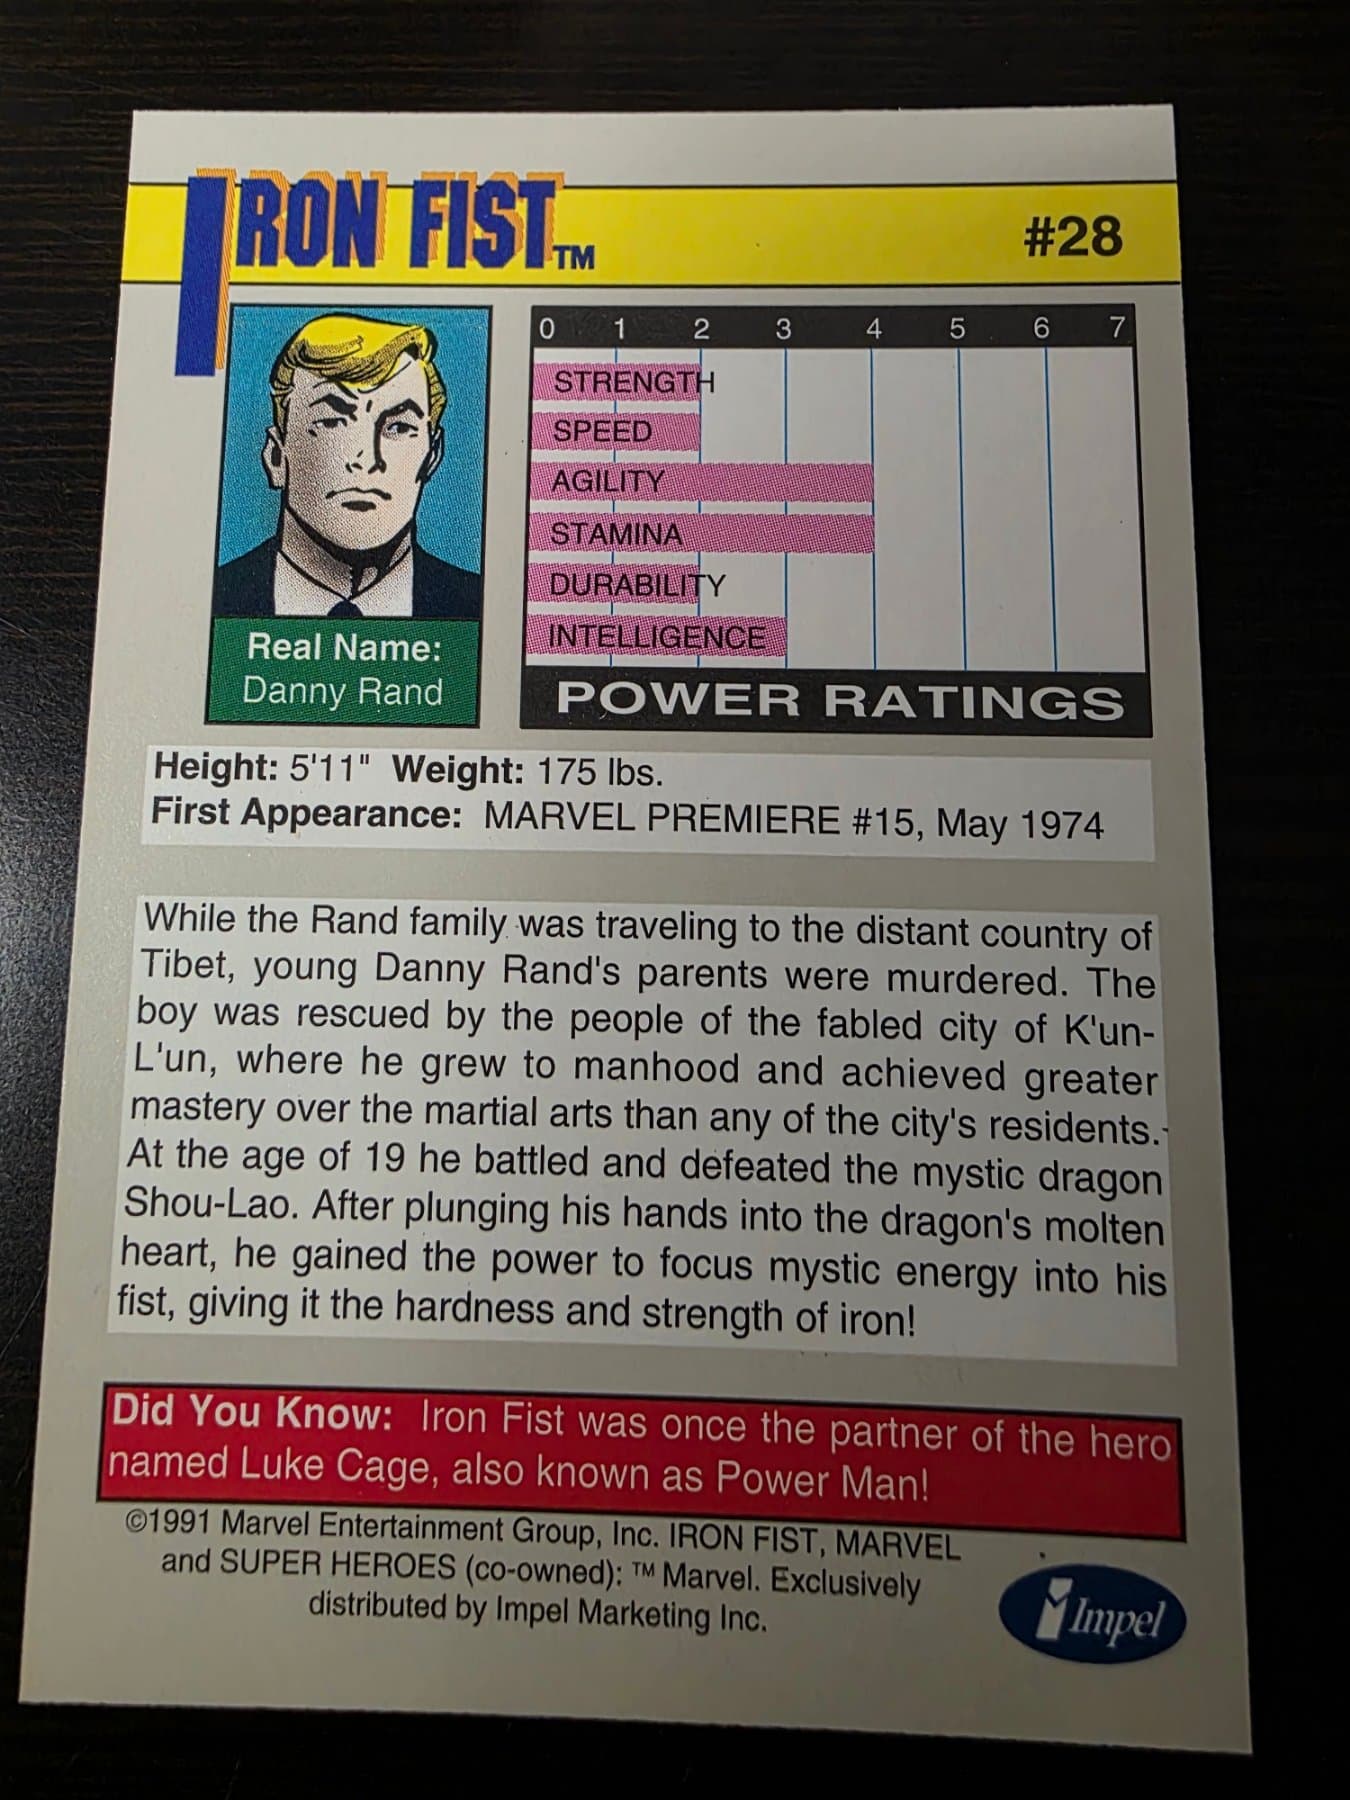 IRON FIST™
#28
0 1 2 3 4 5 6 7
STRENGTH
SPEED
AGILITY
STAMINA
DURABILITY
INTELLIGENCE
POWER RATINGS
Real Name:
Danny Rand
Height: 5'11" Weight: 175 lbs.
First Appearance: MARVEL PREMIERE #15, May 1974
While the Rand family was traveling to the distant country of
Tibet, young Danny Rand's parents were murdered. The
boy was rescued by the people of the fabled city of K'un-
L'un, where he grew to manhood and achieved greater
mastery over the martial arts than any of the city's residents.
At the age of 19 he battled and defeated the mystic dragon
Shou-Lao. After plunging his hands into the dragon's molten
heart, he gained the power to focus mystic energy into his
fist, giving it the hardness and strength of iron!
Did You Know: Iron Fist was once the partner of the hero
named Luke Cage, also known as Power Man!
©1991 Marvel Entertainment Group, Inc. IRON FIST, MARVEL
and SUPER HEROES (co-owned): ™ Marvel. Exclusively
distributed by Impel Marketing Inc.
Impel